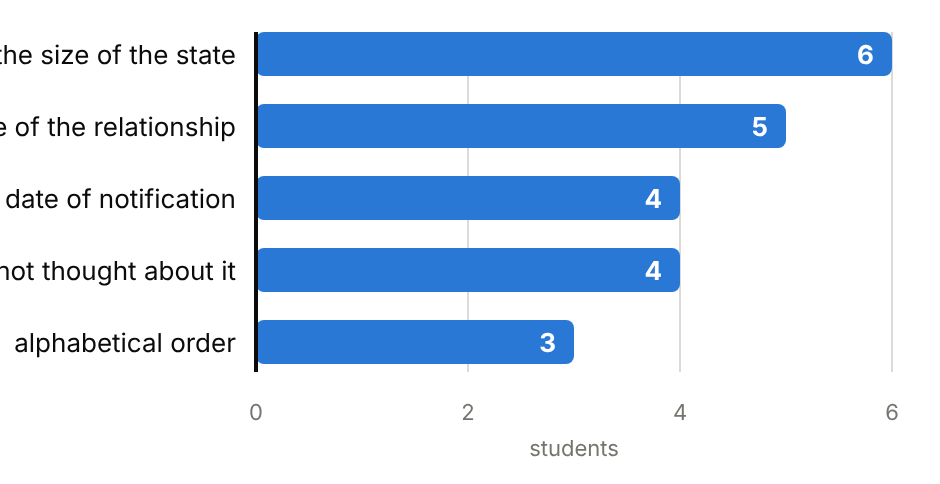 the size of the state
6
of the relationship
5
date of notification
4
not thought about it
4
alphabetical order
3
0 2 4 6
students